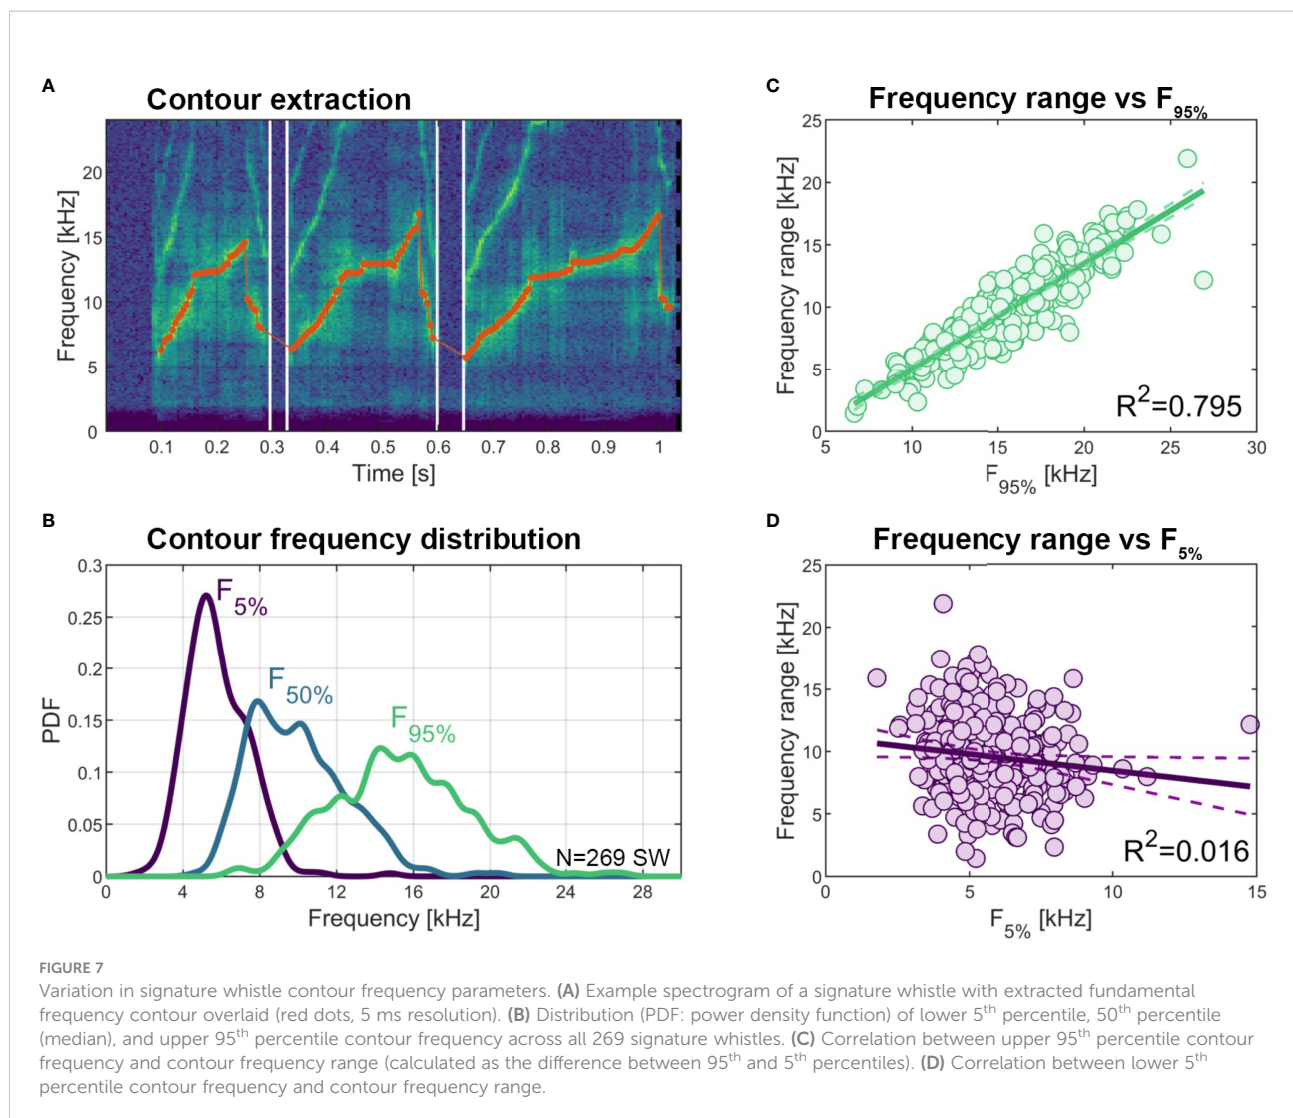 A
Contour extraction
Frequency [kHz]
20
15
10
5
0
0.1 0.2 0.3 0.4 0.5 0.6 0.7 0.8 0.9 1
Time [s]
B
Contour frequency distribution
PDF
0.3
0.25
0.2
0.15
0.1
0.05
0
F5%
F50%
F95%
N=269 SW
0 4 8 12 16 20 24 28
Frequency [kHz]
C
Frequency range vs F95%
Frequency range [kHz]
25
20
15
10
5
0
R2=0.795
5 10 15 20 25 30
F95% [kHz]
D
Frequency range vs F5%
Frequency range [kHz]
25
20
15
10
5
0
R2=0.016
0 5 10 15
F5% [kHz]
FIGURE 7
Variation in signature whistle contour frequency parameters. (A) Example spectrogram of a signature whistle with extracted fundamental
frequency contour overlaid (red dots, 5 ms resolution). (B) Distribution (PDF: power density function) of lower 5th percentile, 50th percentile
(median), and upper 95th percentile contour frequency across all 269 signature whistles. (C) Correlation between upper 95th percentile contour
frequency and contour frequency range (calculated as the difference between 95th and 5th percentiles). (D) Correlation between lower 5th
percentile contour frequency and contour frequency range.